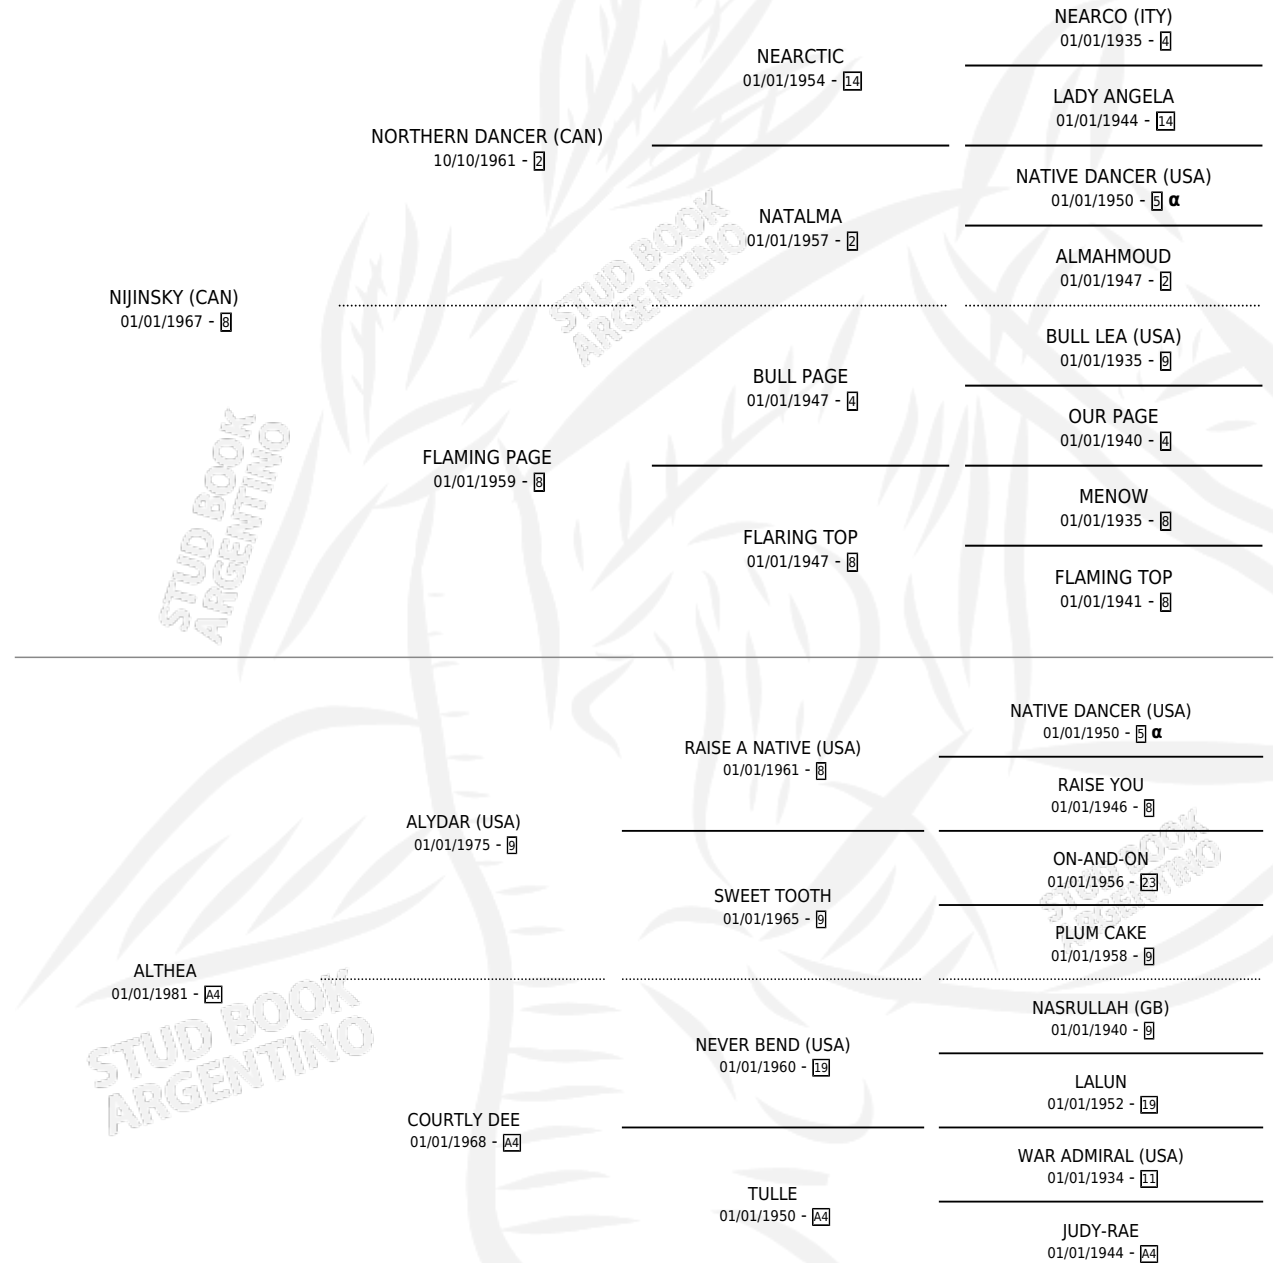 NEARCO (ITY)
01/01/1935 - 4
NEARCTIC
01/01/1954 - 14
LADY ANGELA
01/01/1944 - 14
NORTHERN DANCER (CAN)
10/10/1961 - 2
NATIVE DANCER (USA)
01/01/1950 - 5 α
NATALMA
01/01/1957 - 2
ALMAHMOUD
01/01/1947 - 2
NIJINSKY (CAN)
01/01/1967 - 8
BULL LEA (USA)
01/01/1935 - 9
BULL PAGE
01/01/1947 - 4
OUR PAGE
01/01/1940 - 4
FLAMING PAGE
01/01/1959 - 8
MENOW
01/01/1935 - 8
FLARING TOP
01/01/1947 - 8
FLAMING TOP
01/01/1941 - 8
NATIVE DANCER (USA)
01/01/1950 - 5 α
RAISE A NATIVE (USA)
01/01/1961 - 8
RAISE YOU
01/01/1946 - 8
ALYDAR (USA)
01/01/1975 - 9
ON-AND-ON
01/01/1956 - 23
SWEET TOOTH
01/01/1965 - 9
PLUM CAKE
01/01/1958 - 9
ALTHEA
01/01/1981 - A4
NASRULLAH (GB)
01/01/1940 - 9
NEVER BEND (USA)
01/01/1960 - 19
LALUN
01/01/1952 - 19
COURTLY DEE
01/01/1968 - A4
WAR ADMIRAL (USA)
01/01/1934 - 11
TULLE
01/01/1950 - A4
JUDY-RAE
01/01/1944 - A4
STUD BOOK
ARGENTINO
STUD BOOK
ARGENTINO
STUD BOOK
ARGENTINO
STUD BOOK
ARGENTINO